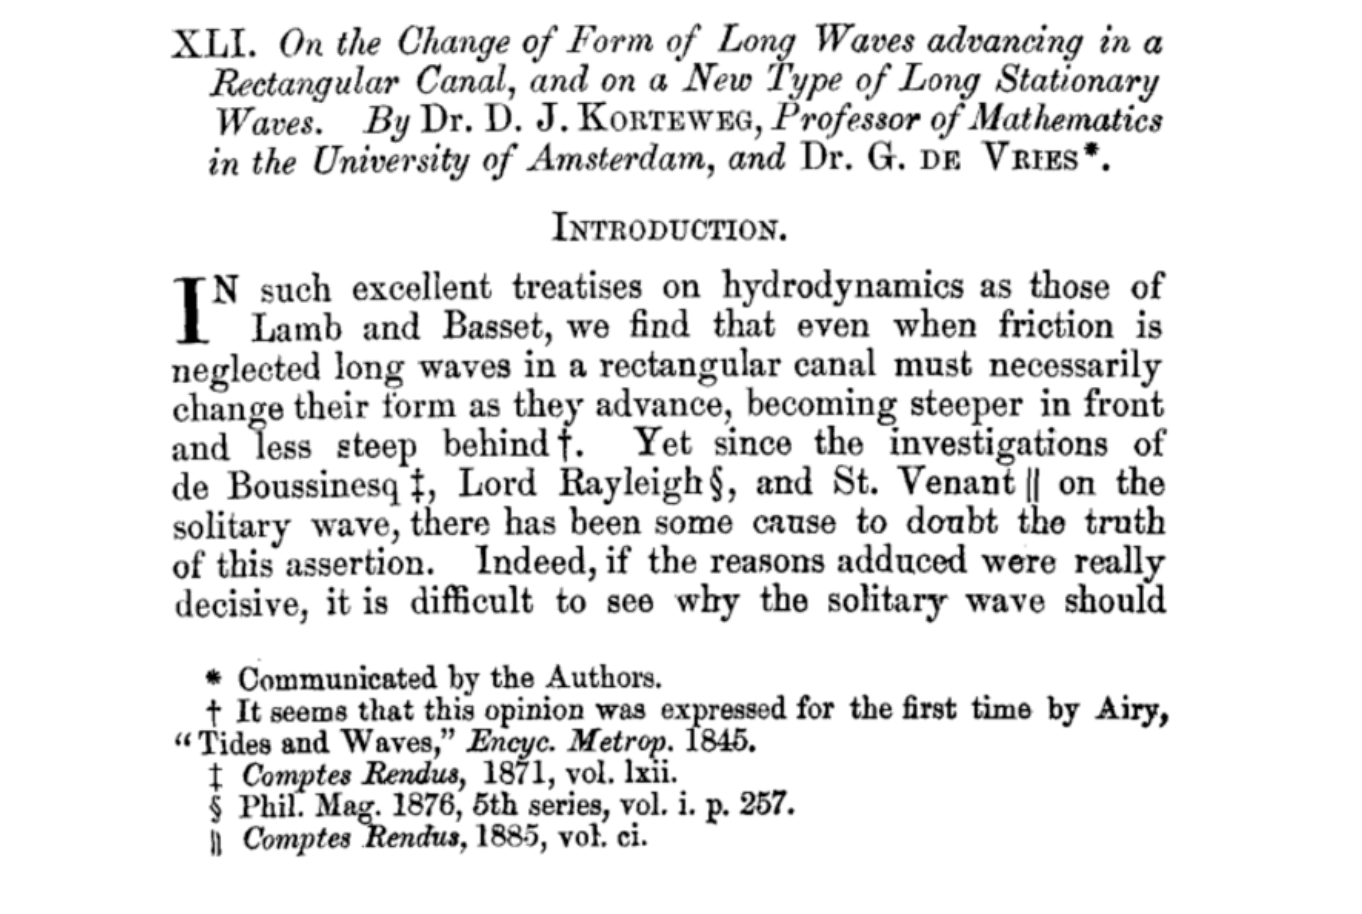 XLI. On the Change of Form of Long Waves advancing in a
Rectangular Canal, and on a New Type of Long Stationary
Waves. By Dr. D. J. KORTEWEG, Professor of Mathematics
in the University of Amsterdam, and Dr. G. DE VRIES*.
INTRODUCTION.
IN such excellent treatises on hydrodynamics as those of
Lamb and Basset, we find that even when friction is
neglected long waves in a rectangular canal must necessarily
change their form as they advance, becoming steeper in front
and less steep behind†. Yet since the investigations of
de Boussinesq‡, Lord Rayleigh§, and St. Venant|| on the
solitary wave, there has been some cause to doubt the truth
of this assertion. Indeed, if the reasons adduced were really
decisive, it is difficult to see why the solitary wave should
* Communicated by the Authors.
† It seems that this opinion was expressed for the first time by Airy,
“Tides and Waves,” Encyc. Metrop. 1845.
‡ Comptes Rendus, 1871, vol. lxii.
§ Phil. Mag. 1876, 5th series, vol. i. p. 257.
|| Comptes Rendus, 1885, vol. ci.